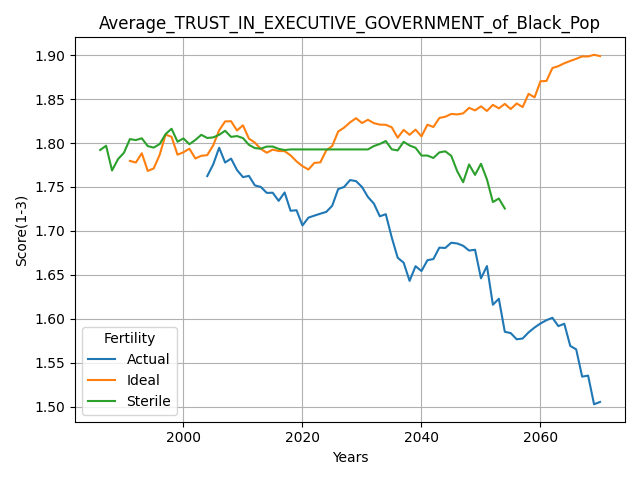 Average_TRUST_IN_EXECUTIVE_GOVERNMENT_of_Black_Pop
1.90
1.85
1.80
1.75
1.70
1.65
1.60
1.55
1.50
Score(1-3)
Fertility
Actual
Ideal
Sterile
2000 2020 2040 2060
Years